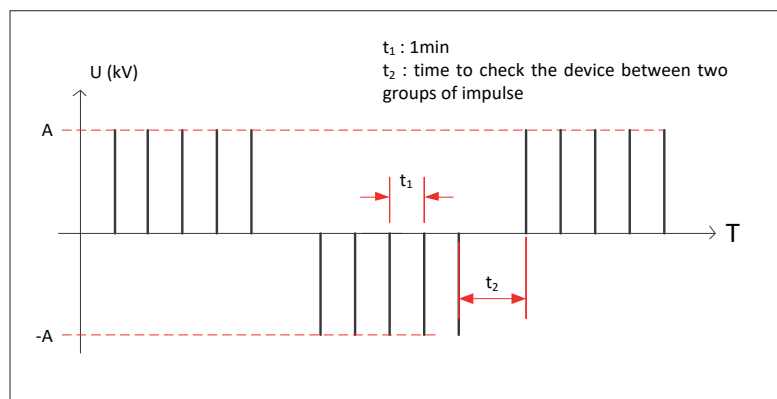 t₁ : 1min
t₂ : time to check the device between two
groups of impulse
U (kV)
A
t₁
T
t₂
-A